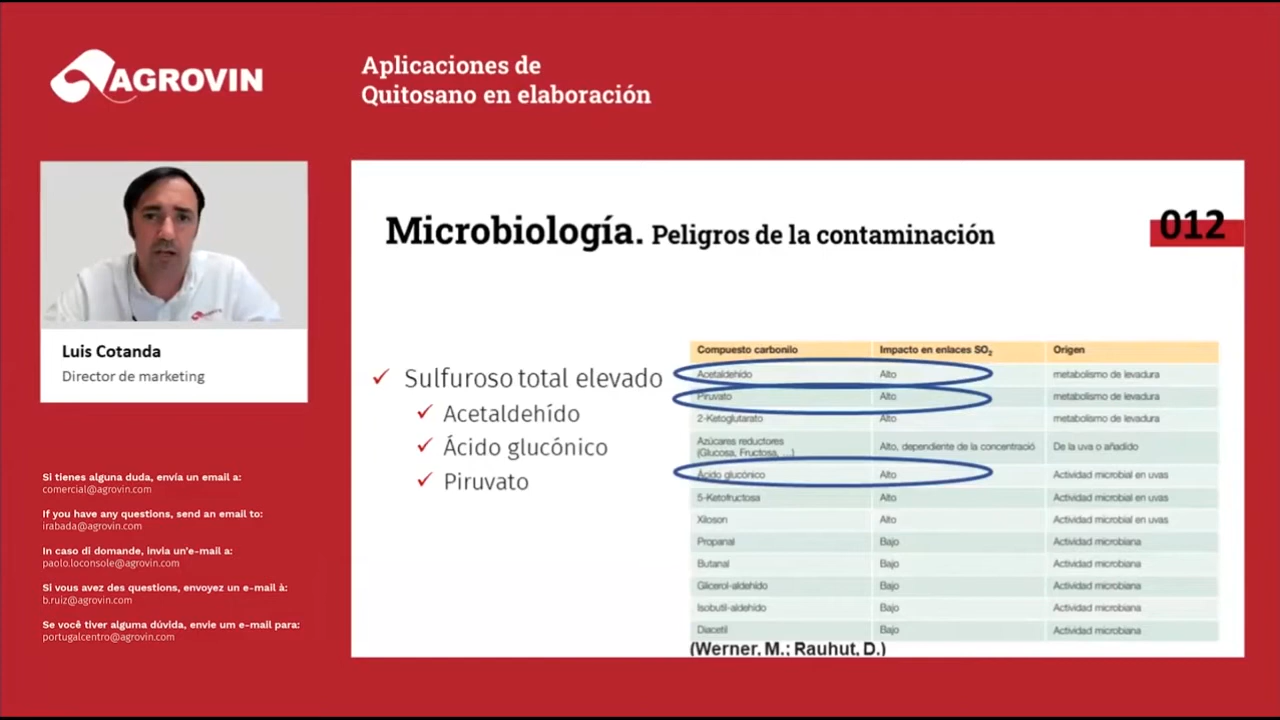 AGROVIN
Aplicaciones de
Quitosano en elaboración
Luis Cotanda
Director de marketing
Si tienes alguna duda, envía un email a:
comercial@agrovin.com
If you have any questions, send an email to:
irabada@agrovin.com
In caso di domande, invia un'e-mail a:
paolo.loconsole@agrovin.com
Si vous avez des questions, envoyez un e-mail à:
b.ruiz@agrovin.com
Se você tiver alguma dúvida, envie um e-mail para:
portugalcentro@agrovin.com
Microbiología. Peligros de la contaminación
012
✓ Sulfuroso total elevado
✓ Acetaldehído
✓ Ácido glucónico
✓ Piruvato
Compuesto carbonilo Impacto en enlaces SO₂ Origen
Acetaldehido Alto metabolismo de levadura
Piruvato Alto metabolismo de levadura
2-Ketoglutarato Alto metabolismo de levadura
Azúcares reductores
(Glucosa, Fructosa, ...) Alto, dependiente de la concentració De la uva o añadido
Ácido glucónico Alto Actividad microbial en uvas
5-Ketofructosa Alto Actividad microbial en uvas
Xiloson Alto Actividad microbial en uvas
Propanal Bajo Actividad microbiana
Butanal Bajo Actividad microbiana
Glicerol-aldehido Bajo Actividad microbiana
Isobutil-aldehido Bajo Actividad microbiana
Diacetil Bajo Actividad microbiana
(Werner, M.; Rauhut, D.)